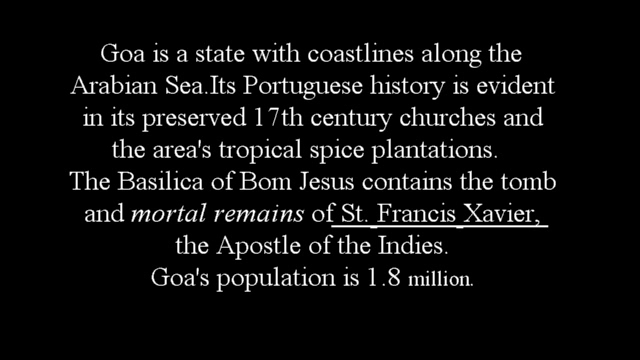 Goa is a state with coastlines along the
Arabian Sea.Its Portuguese history is evident
in its preserved 17th century churches and
the area's tropical spice plantations.
The Basilica of Bom Jesus contains the tomb
and mortal remains of St. Francis Xavier,
the Apostle of the Indies.
Goa's population is 1.8 million.